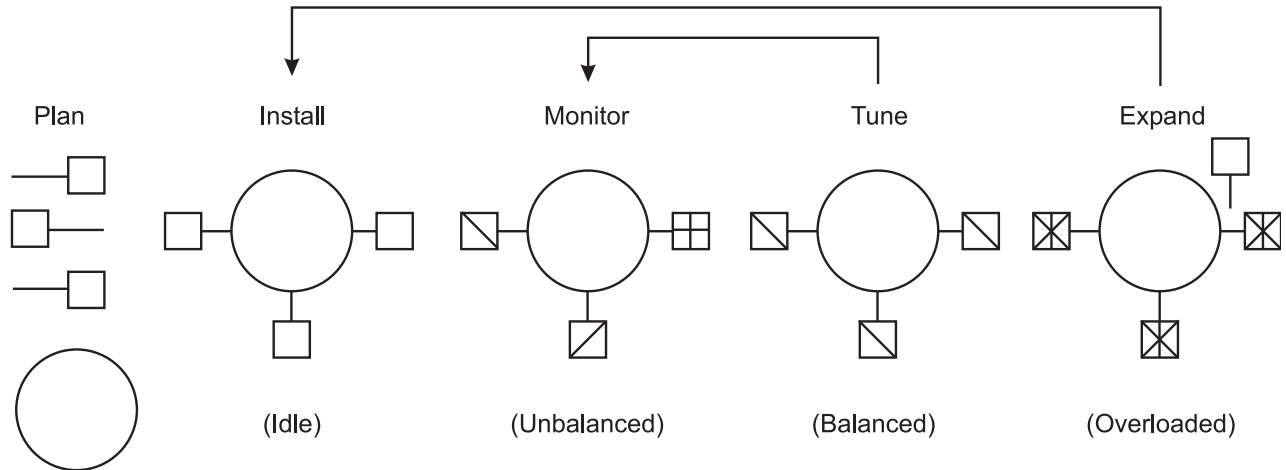 Plan
Install
Monitor
Tune
Expand
(Idle)
(Unbalanced)
(Balanced)
(Overloaded)